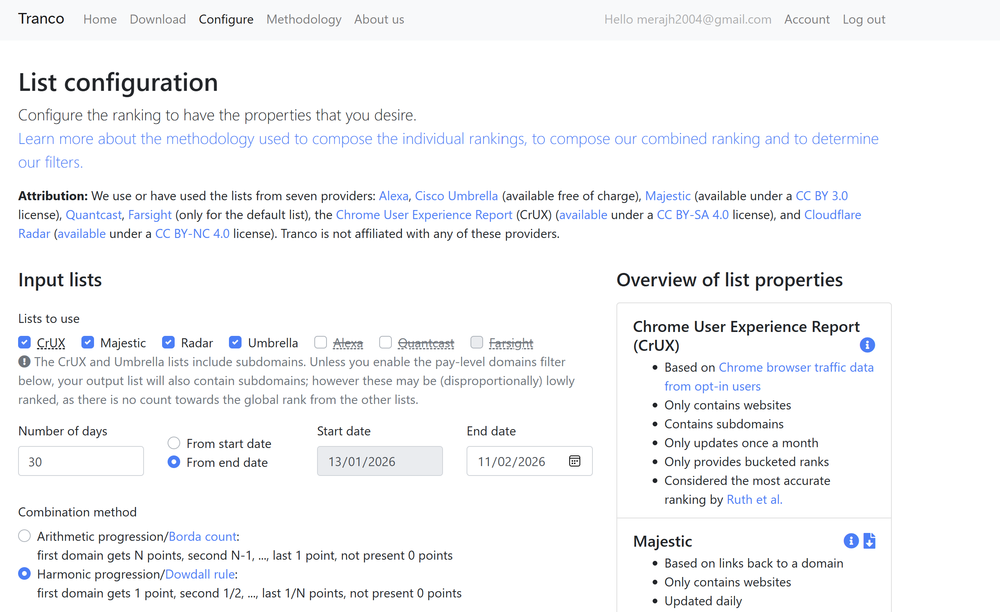 Tranco Home Download Configure Methodology About us Hello merajh2004@gmail.com Account Log out
List configuration
Configure the ranking to have the properties that you desire.
Learn more about the methodology used to compose the individual rankings, to compose our combined ranking and to determine
our filters.
Attribution: We use or have used the lists from seven providers: Alexa, Cisco Umbrella (available free of charge), Majestic (available under a CC BY 3.0
license), Quantcast, Farsight (only for the default list), the Chrome User Experience Report (CrUX) (available under a CC BY-SA 4.0 license), and Cloudflare
Radar (available under a CC BY-NC 4.0 license). Tranco is not affiliated with any of these providers.
Input lists
Lists to use
CrUX Majestic Radar Umbrella Alexa Quantcast Farsight
The CrUX and Umbrella lists include subdomains. Unless you enable the pay-level domains filter
below, your output list will also contain subdomains; however these may be (disproportionally) lowly
ranked, as there is no count towards the global rank from the other lists.
Number of days
30
From start date
From end date
Start date
13/01/2026
End date
11/02/2026
Combination method
Arithmetic progression/Borda count:
first domain gets N points, second N-1, ..., last 1 point, not present 0 points
Harmonic progression/Dowdall rule:
first domain gets 1 point, second 1/2, ..., last 1/N points, not present 0 points
Overview of list properties
Chrome User Experience Report
(CrUX)
Based on Chrome browser traffic data
from opt-in users
Only contains websites
Contains subdomains
Only updates once a month
Only provides bucketed ranks
Considered the most accurate
ranking by Ruth et al.
Majestic
Based on links back to a domain
Only contains websites
Updated daily